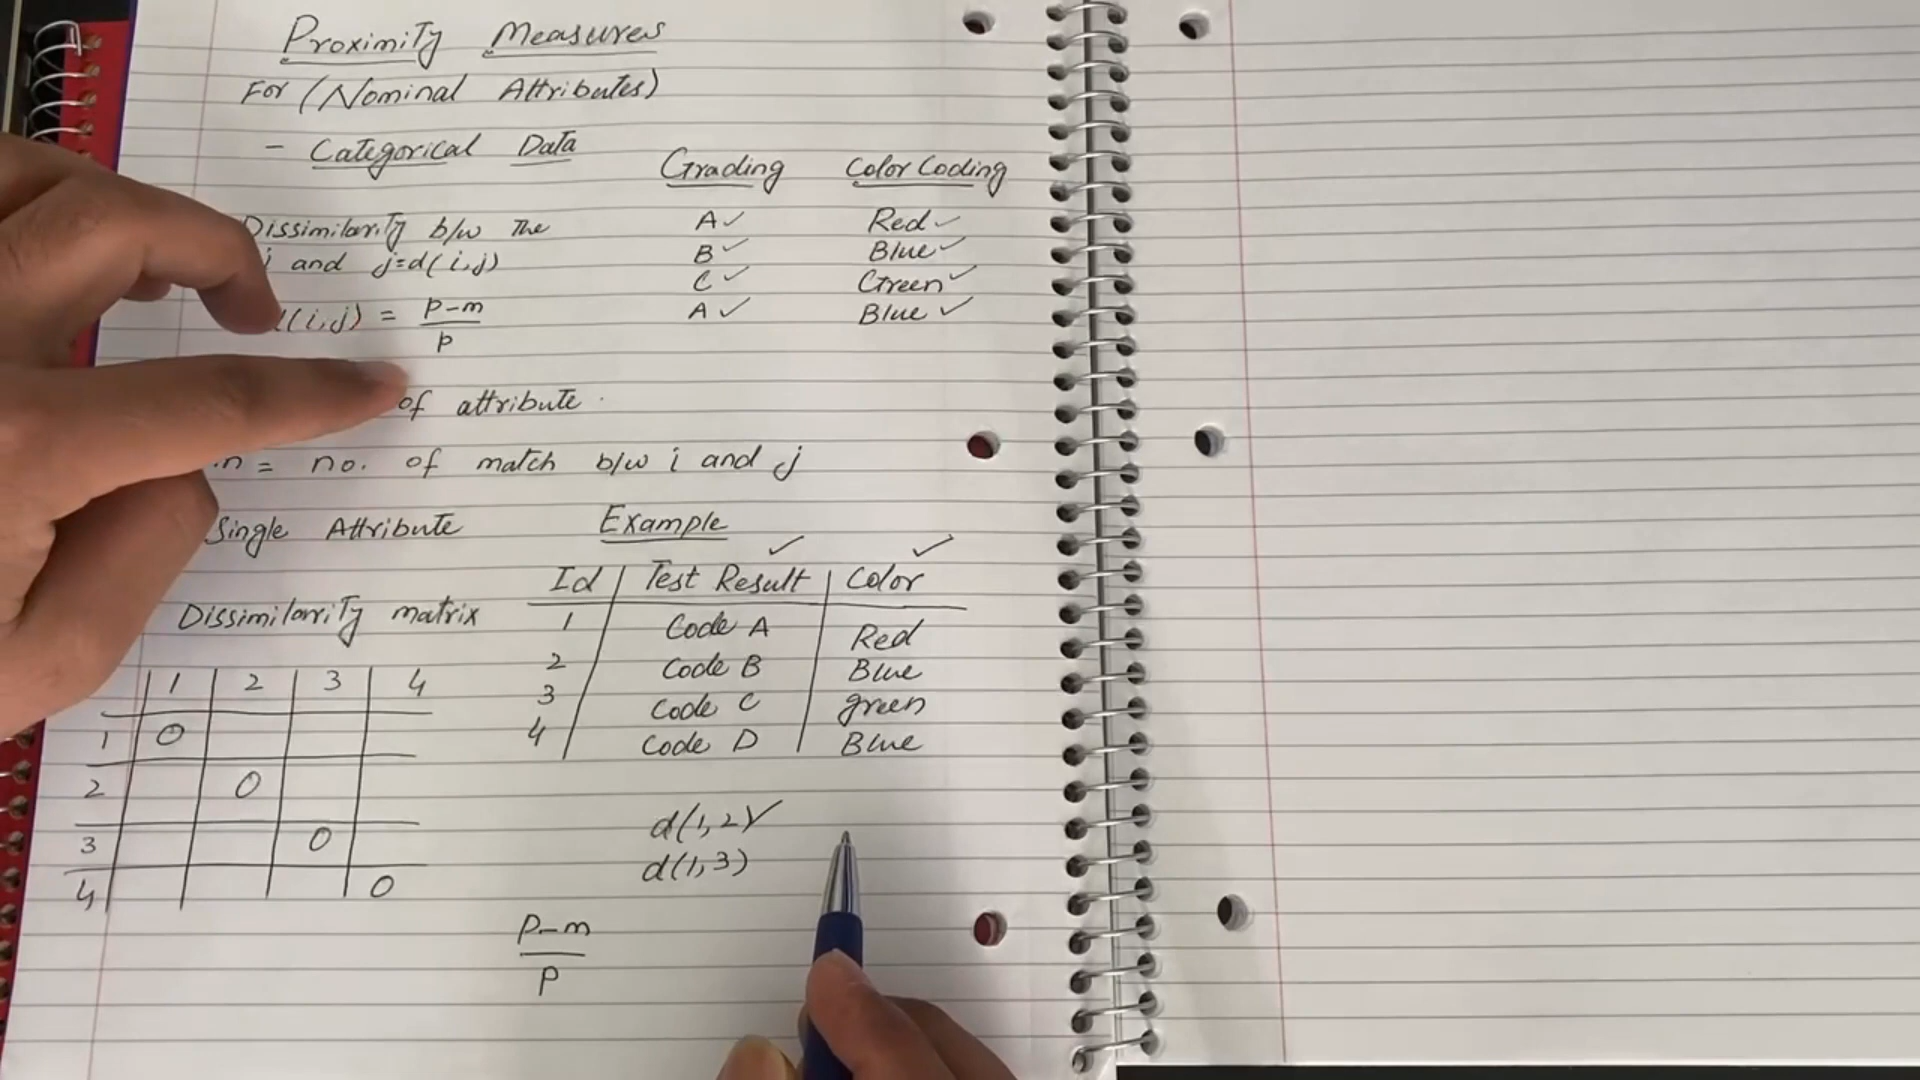 Proximity Measures
For (Nominal Attributes)
- Categorical Data
Grading Color Coding
A✓ Red✓
B✓ Blue✓
C✓ Green✓
A✓ Blue✓
Dissimilarity b/w The
i and j=d(i,j)
(i,j) = p-m
p
of attribute.
m = no. of match b/w i and j
Single Attribute
Example
✓ ✓
Id Test Result Color
1 Code A Red
2 Code B Blue
3 Code C green
4 Code D Blue
Dissimilarity matrix
1 2 3 4
1 0
2 0
3 0
4 0
d(1,2)✓
d(1,3)
p-m
p